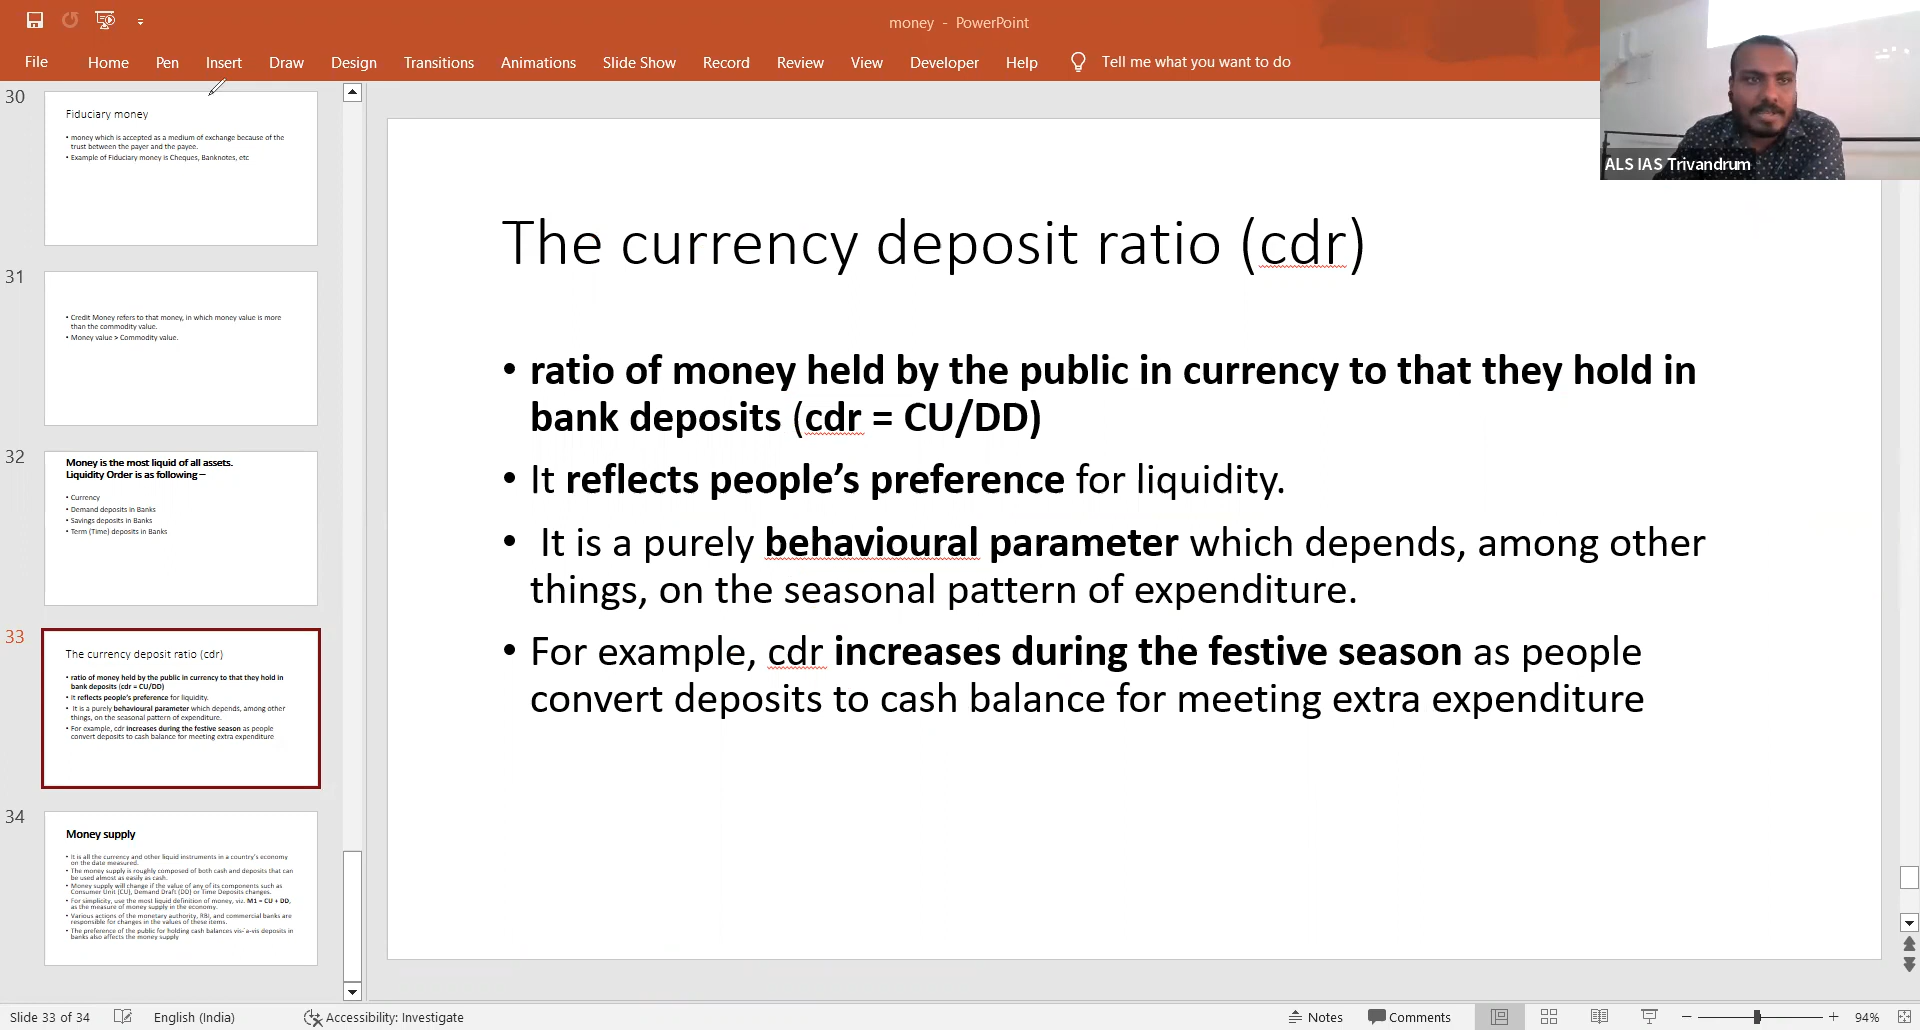 money - PowerPoint
File Home Pen Insert Draw Design Transitions Animations Slide Show Record Review View Developer Help Tell me what you want to do
ALS IAS Trivandrum
30
Fiduciary money
• money which is accepted as a medium of exchange because of the
trust between the payer and the payee.
• Example of Fiduciary money is Cheques, Banknotes, etc
31
• Credit Money refers to that money, in which money value is more
than the commodity value.
• Money value > Commodity value.
32
Money is the most liquid of all assets.
Liquidity Order is as following –
• Currency
• Demand deposits in Banks
• Savings deposits in Banks
• Term (Time) deposits in Banks
33
The currency deposit ratio (cdr)
• ratio of money held by the public in currency to that they hold in
bank deposits (cdr = CU/DD)
• It reflects people’s preference for liquidity.
• It is a purely behavioural parameter which depends, among other
things, on the seasonal pattern of expenditure.
• For example, cdr increases during the festive season as people
convert deposits to cash balance for meeting extra expenditure
34
Money supply
• It is all the currency and other liquid instruments in a country's economy
on the date measured.
• The money supply is roughly composed of both cash and deposits that can
be used almost as easily as cash.
• Money supply will change if the value of any of its components such as
Consumer Unit (CU), Demand Draft (DD) or Time Deposits changes.
• For simplicity, use the most liquid definition of money, viz. M1 = CU + DD,
as the measure of money supply in the economy.
• Various actions of the monetary authority, RBI, and commercial banks are
responsible for changes in the values of these items.
• The preference of the public for holding cash balances vis-`a-vis deposits in
banks also affects the money supply
The currency deposit ratio (cdr)
• ratio of money held by the public in currency to that they hold in
bank deposits (cdr = CU/DD)
• It reflects people’s preference for liquidity.
• It is a purely behavioural parameter which depends, among other
things, on the seasonal pattern of expenditure.
• For example, cdr increases during the festive season as people
convert deposits to cash balance for meeting extra expenditure
Slide 33 of 34 English (India) Accessibility: Investigate Notes Comments 94%